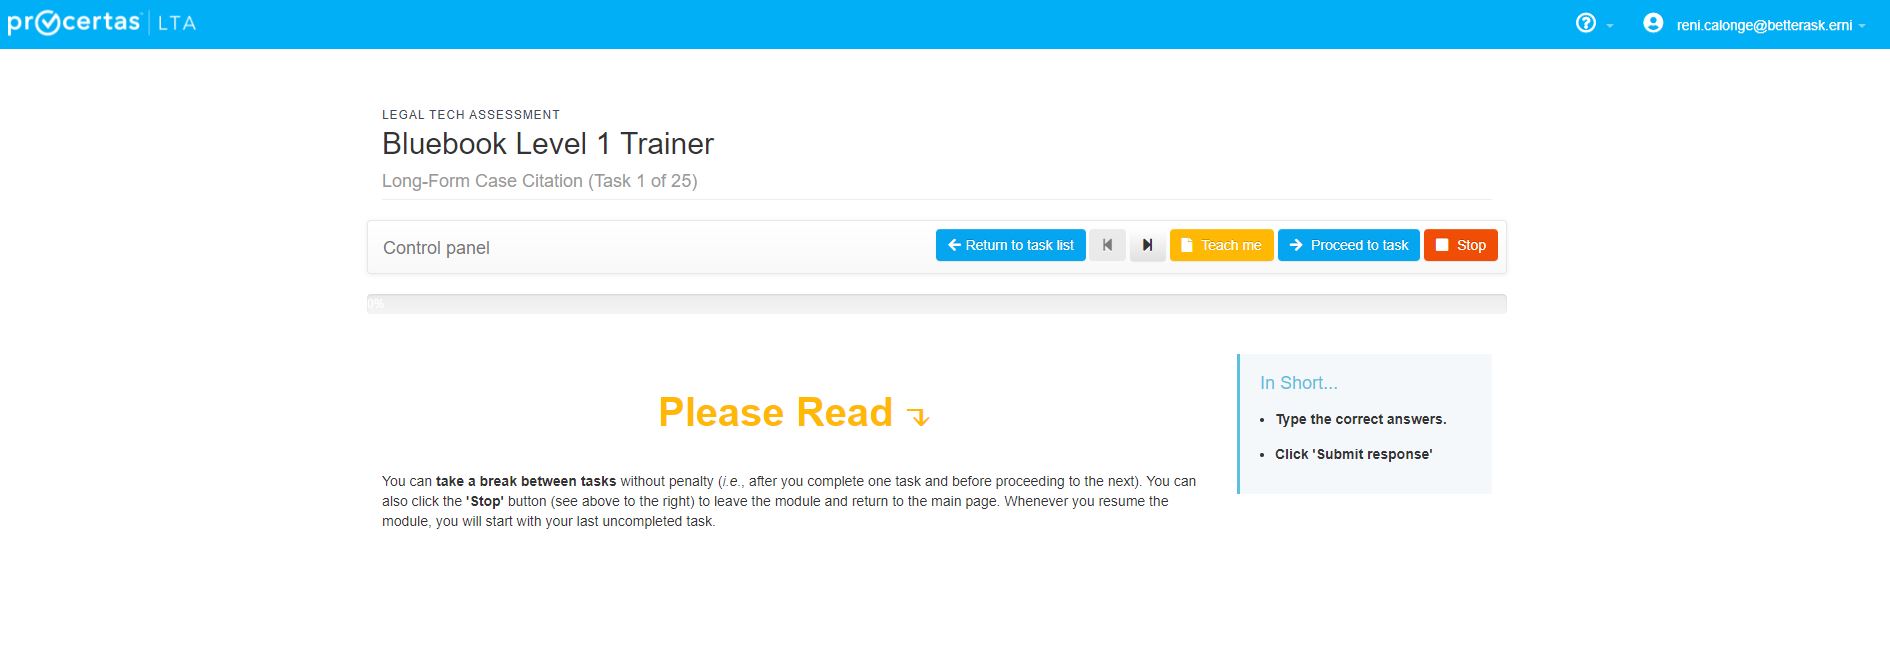 procertas LTA
reni.calonge@betterask.erni
LEGAL TECH ASSESSMENT
Bluebook Level 1 Trainer
Long-Form Case Citation (Task 1 of 25)
Control panel
Return to task list
Teach me
Proceed to task
Stop
0%
Please Read
You can take a break between tasks without penalty (i.e., after you complete one task and before proceeding to the next). You can
also click the 'Stop' button (see above to the right) to leave the module and return to the main page. Whenever you resume the
module, you will start with your last uncompleted task.
In Short...
• Type the correct answers.
• Click 'Submit response'